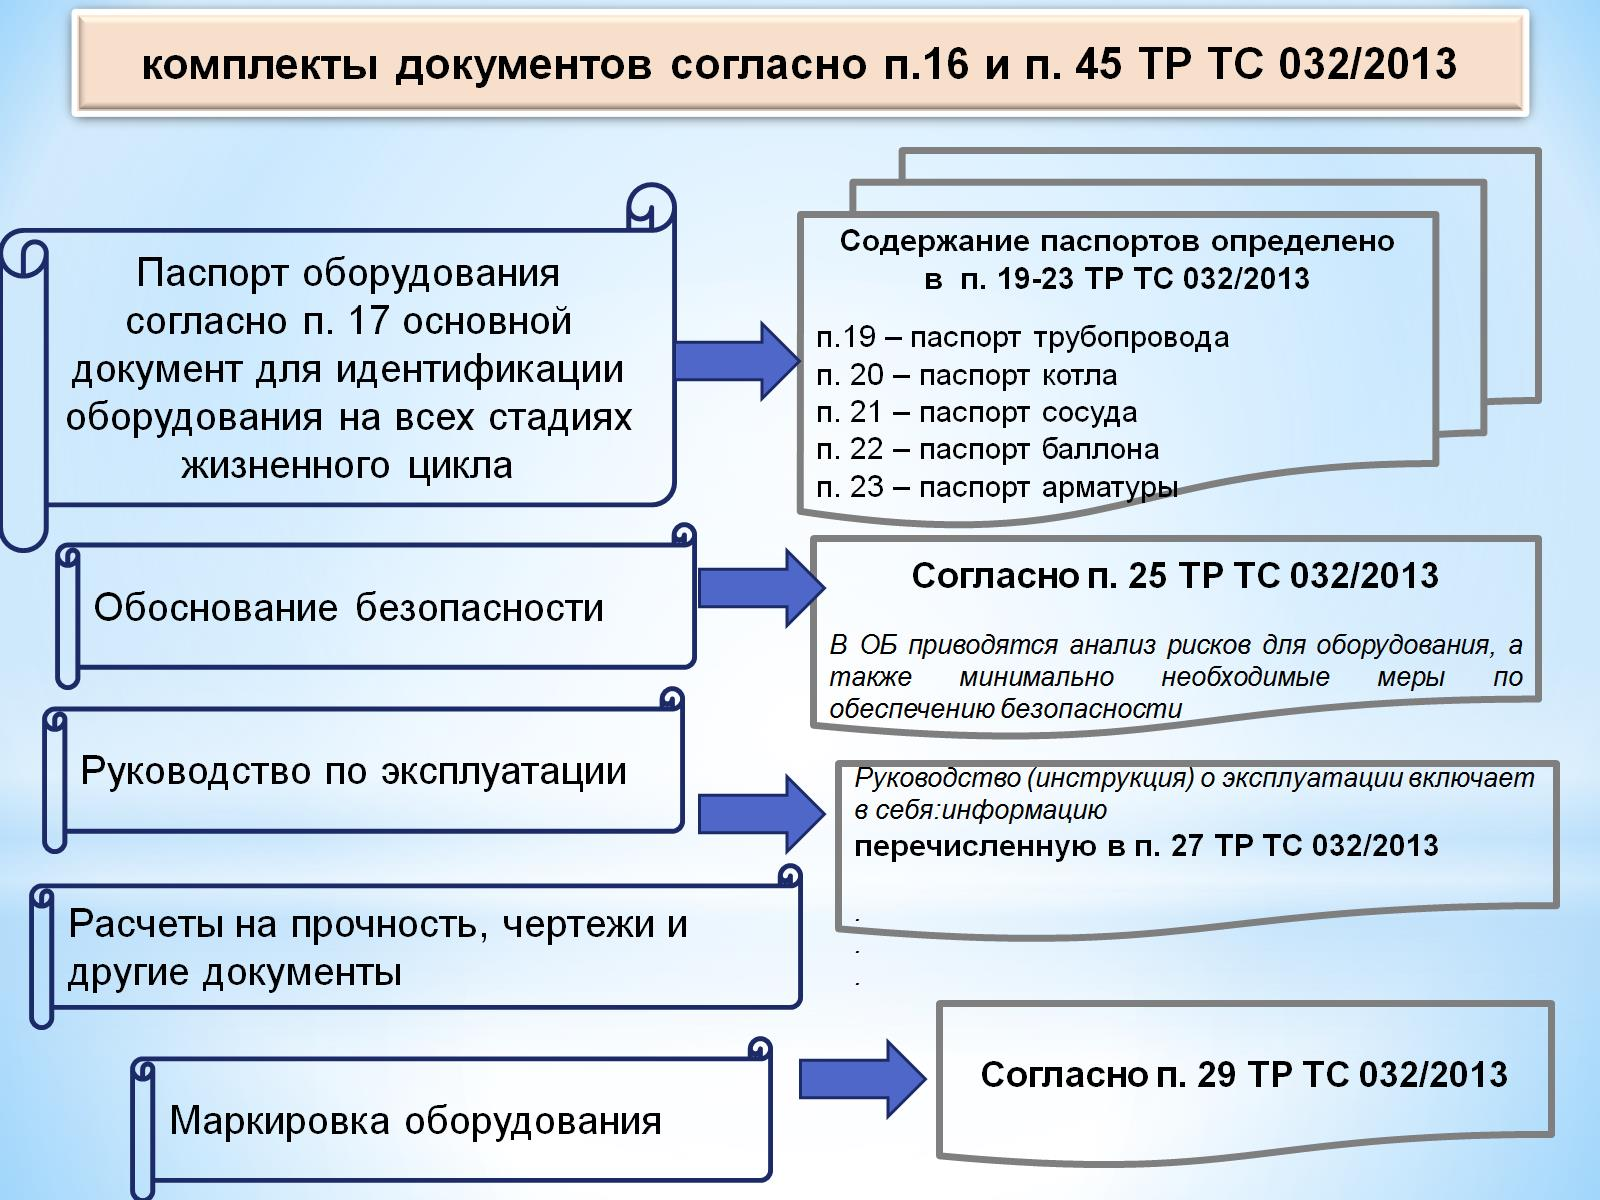 комплекты документов согласно п.16 и п. 45 ТР ТС 032/2013
Паспорт оборудования
согласно п. 17 основной
документ для идентификации
оборудования на всех стадиях
жизненного цикла
Содержание паспортов определено
в п. 19-23 ТР ТС 032/2013
п.19 – паспорт трубопровода
п. 20 – паспорт котла
п. 21 – паспорт сосуда
п. 22 – паспорт баллона
п. 23 – паспорт арматуры
Обоснование безопасности
Согласно п. 25 ТР ТС 032/2013
В ОБ приводятся анализ рисков для оборудования, а
также минимально необходимые меры по
обеспечению безопасности
Руководство по эксплуатации
Руководство (инструкция) о эксплуатации включает
в себя:информацию
перечисленную в п. 27 ТР ТС 032/2013
.
.
.
Расчеты на прочность, чертежи и
другие документы
Маркировка оборудования
Согласно п. 29 ТР ТС 032/2013